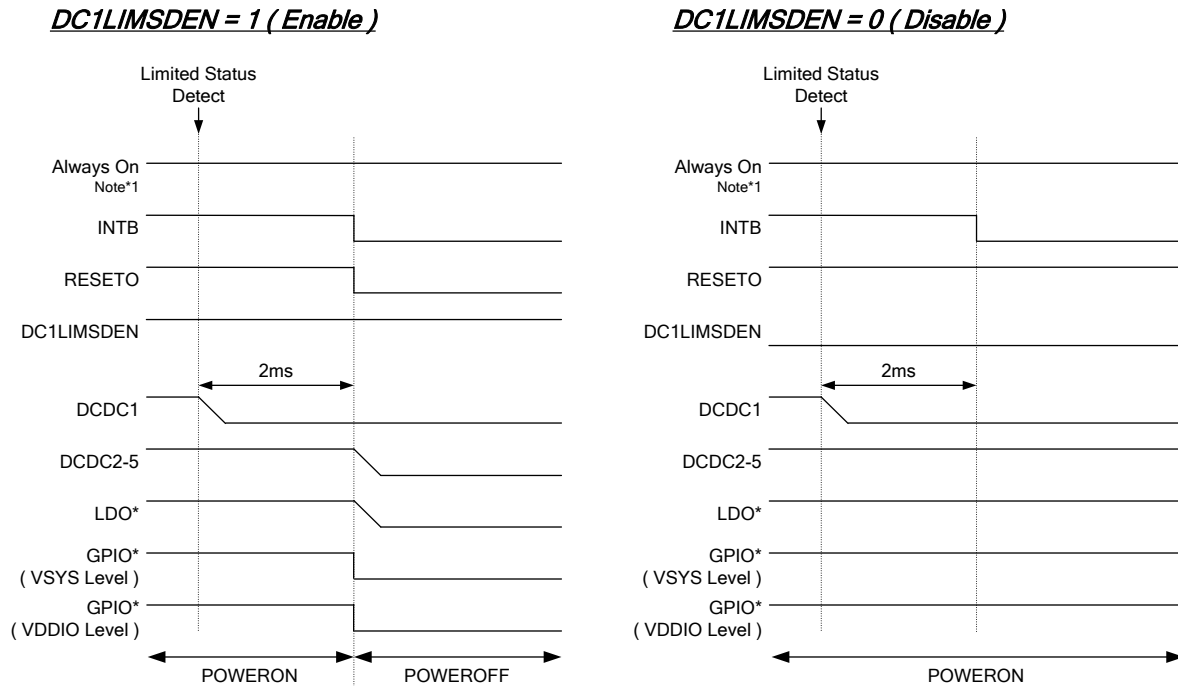 DC1LIMSDEN = 1 ( Enable )
Limited Status
Detect
Always On
Note*1
INTB
RESETO
DC1LIMSDEN
2ms
DCDC1
DCDC2-5
LDO*
GPIO*
( VSYS Level )
GPIO*
( VDDIO Level )
POWERON
POWEROFF
DC1LIMSDEN = 0 ( Disable )
Limited Status
Detect
Always On
Note*1
INTB
RESETO
DC1LIMSDEN
2ms
DCDC1
DCDC2-5
LDO*
GPIO*
( VSYS Level )
GPIO*
( VDDIO Level )
POWERON